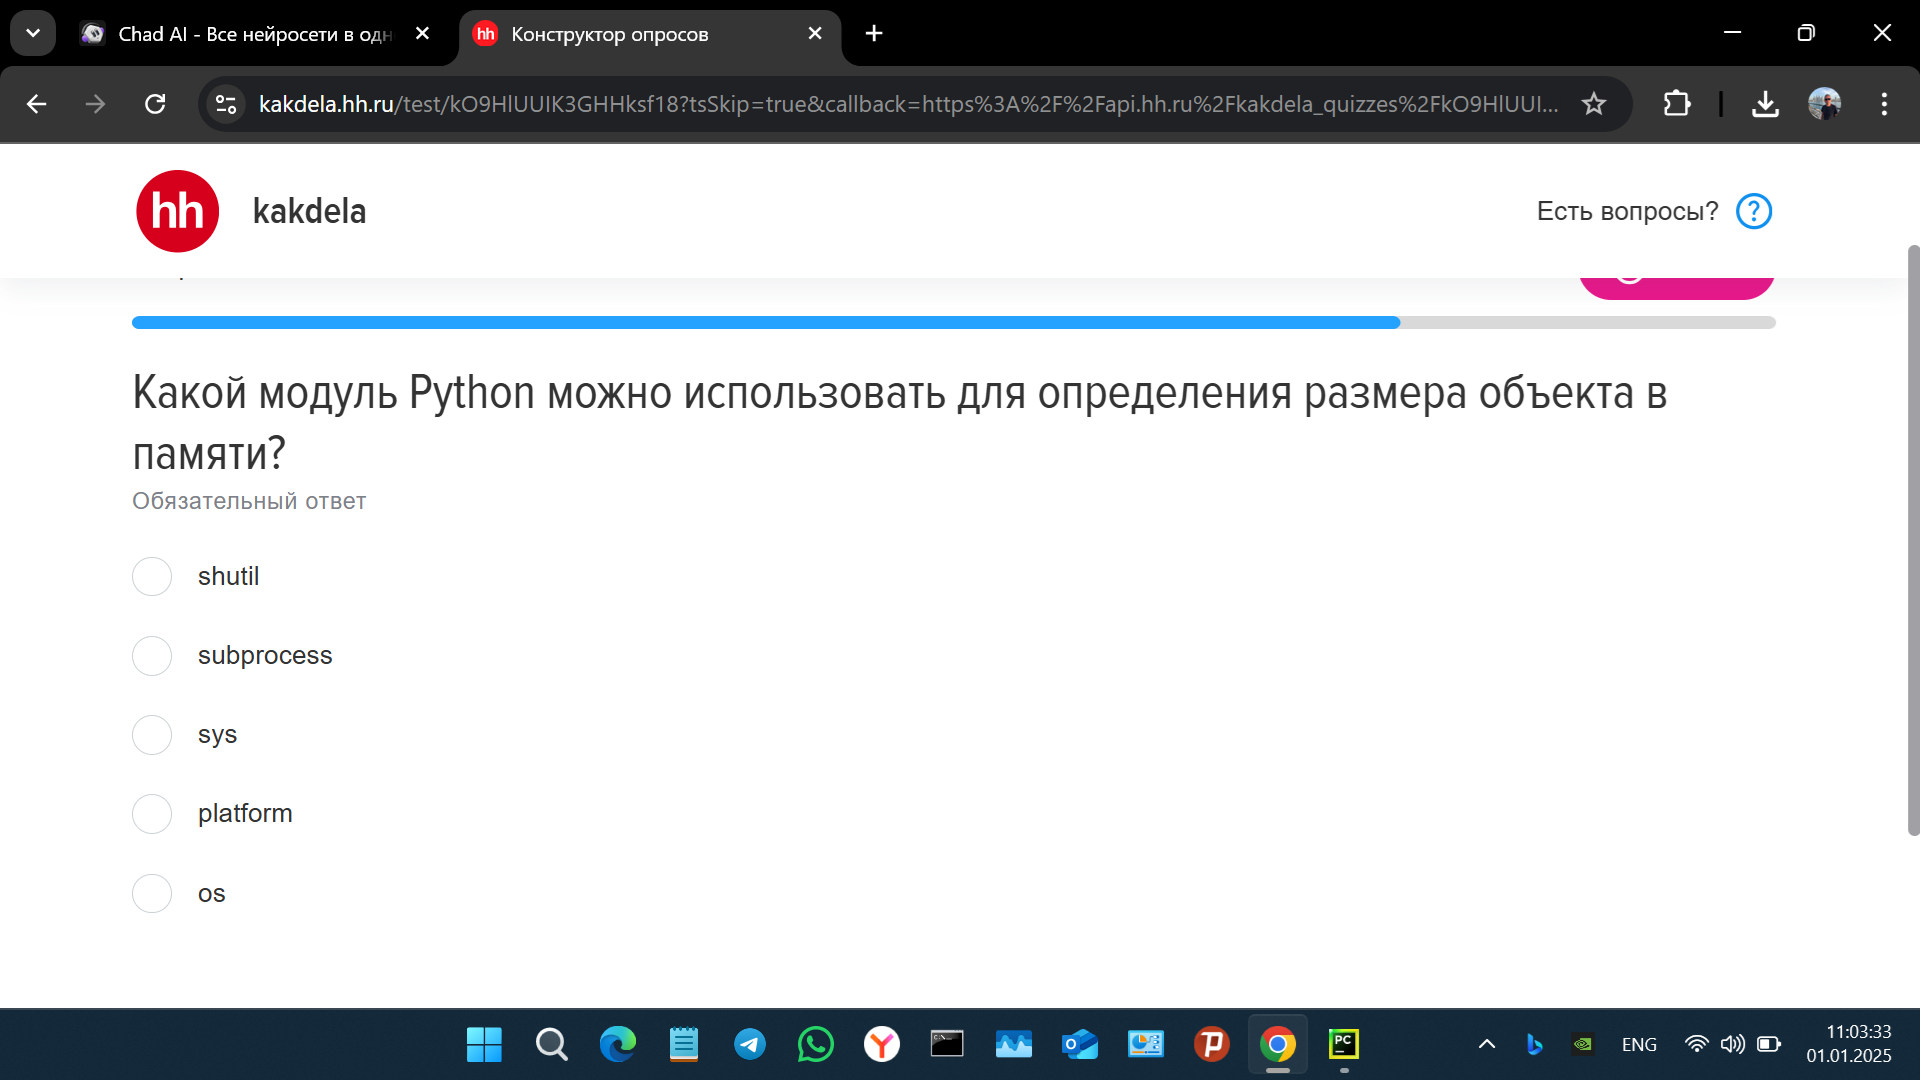 Chad AI - Все нейросети в одн
hh Конструктор опросов
kakdela.hh.ru/test/kO9HlUUIK3GHHksf18?tsSkip=true&callback=https%3A%2F%2Fapi.hh.ru%2Fkakdela_quizzes%2FkO9HlUUI...
hh kakdela
Есть вопросы? ?
Какой модуль Python можно использовать для определения размера объекта в
памяти?
Обязательный ответ
shutil
subprocess
sys
platform
os
PC
ENG
11:03:33
01.01.2025